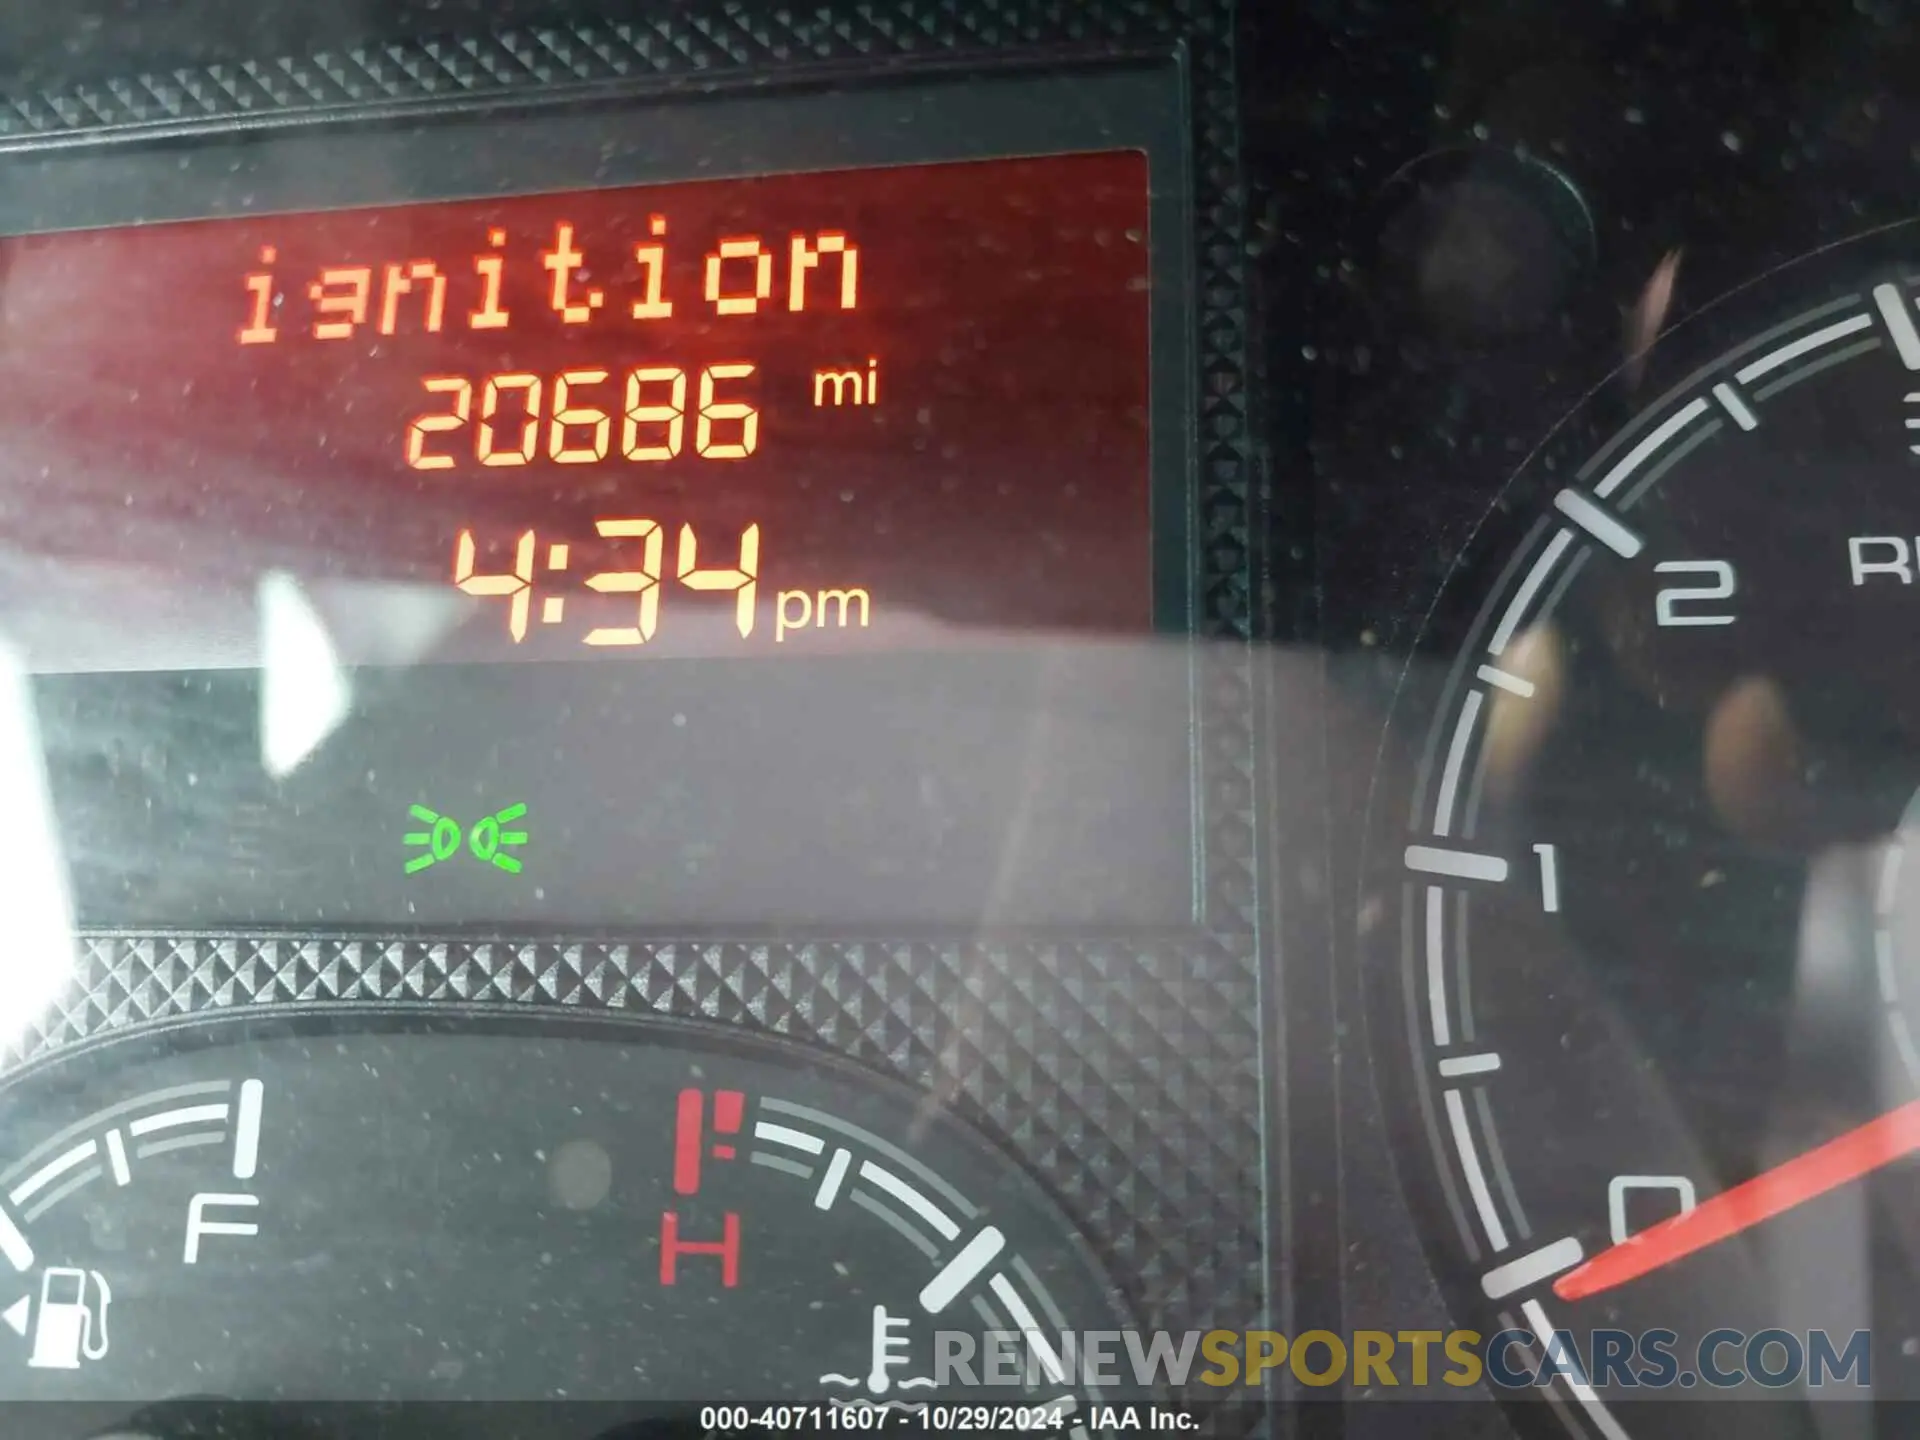 ignition
20686 mi
4:34 pm
2
1
0
F
H
RENEWSPORTSCARS.COM
000-40711607 - 10/29/2024 - IAA Inc.